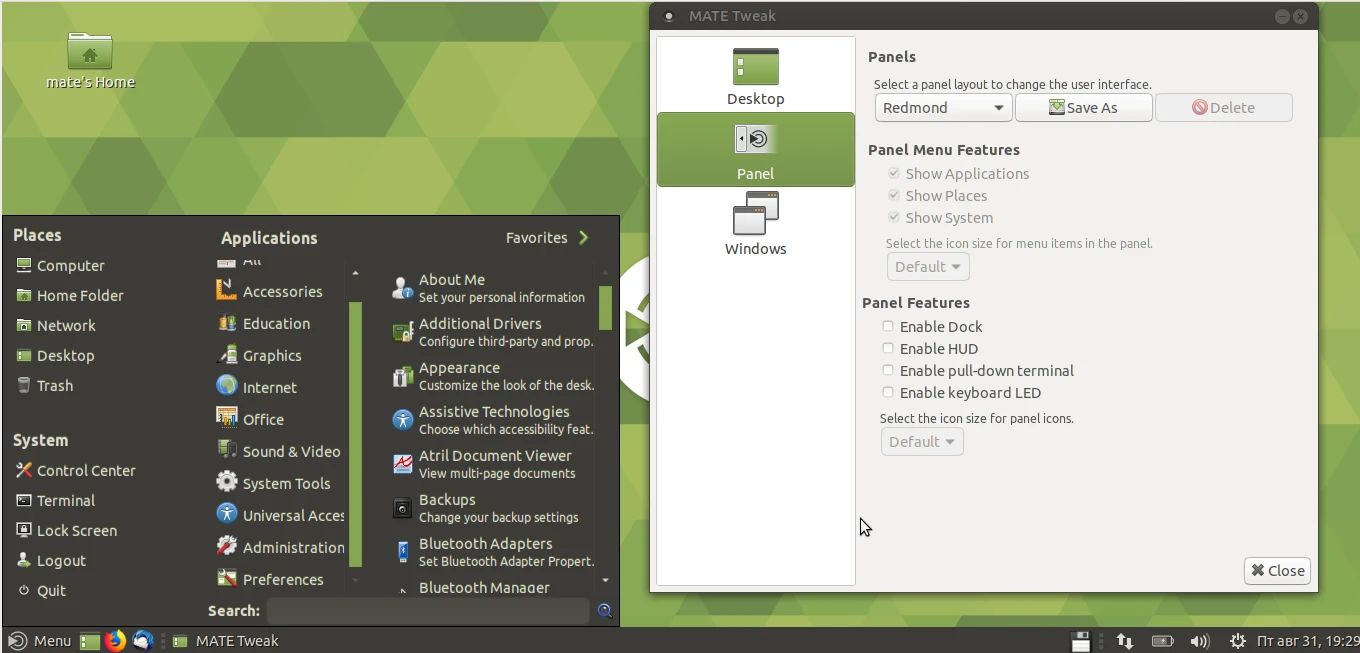 mate's Home
MATE Tweak
Desktop
Panel
Windows
Panels
Select a panel layout to change the user interface.
Redmond
Save As
Delete
Panel Menu Features
Show Applications
Show Places
Show System
Select the icon size for menu items in the panel.
Default
Panel Features
Enable Dock
Enable HUD
Enable pull-down terminal
Enable keyboard LED
Select the icon size for panel icons.
Default
Close
Places
Computer
Home Folder
Network
Desktop
Trash
System
Control Center
Terminal
Lock Screen
Logout
Quit
Applications
Favorites
All
Accessories
Education
Graphics
Internet
Office
Sound & Video
System Tools
Universal Acces
Administration
Preferences
About Me
Set your personal information
Additional Drivers
Configure third-party and prop.
Appearance
Customize the look of the desk.
Assistive Technologies
Choose which accessibility feat.
Atril Document Viewer
View multi-page documents
Backups
Change your backup settings
Bluetooth Adapters
Set Bluetooth Adapter Propert.
Bluetooth Manager
Search:
Menu
MATE Tweak
Пт авг 31, 19:29